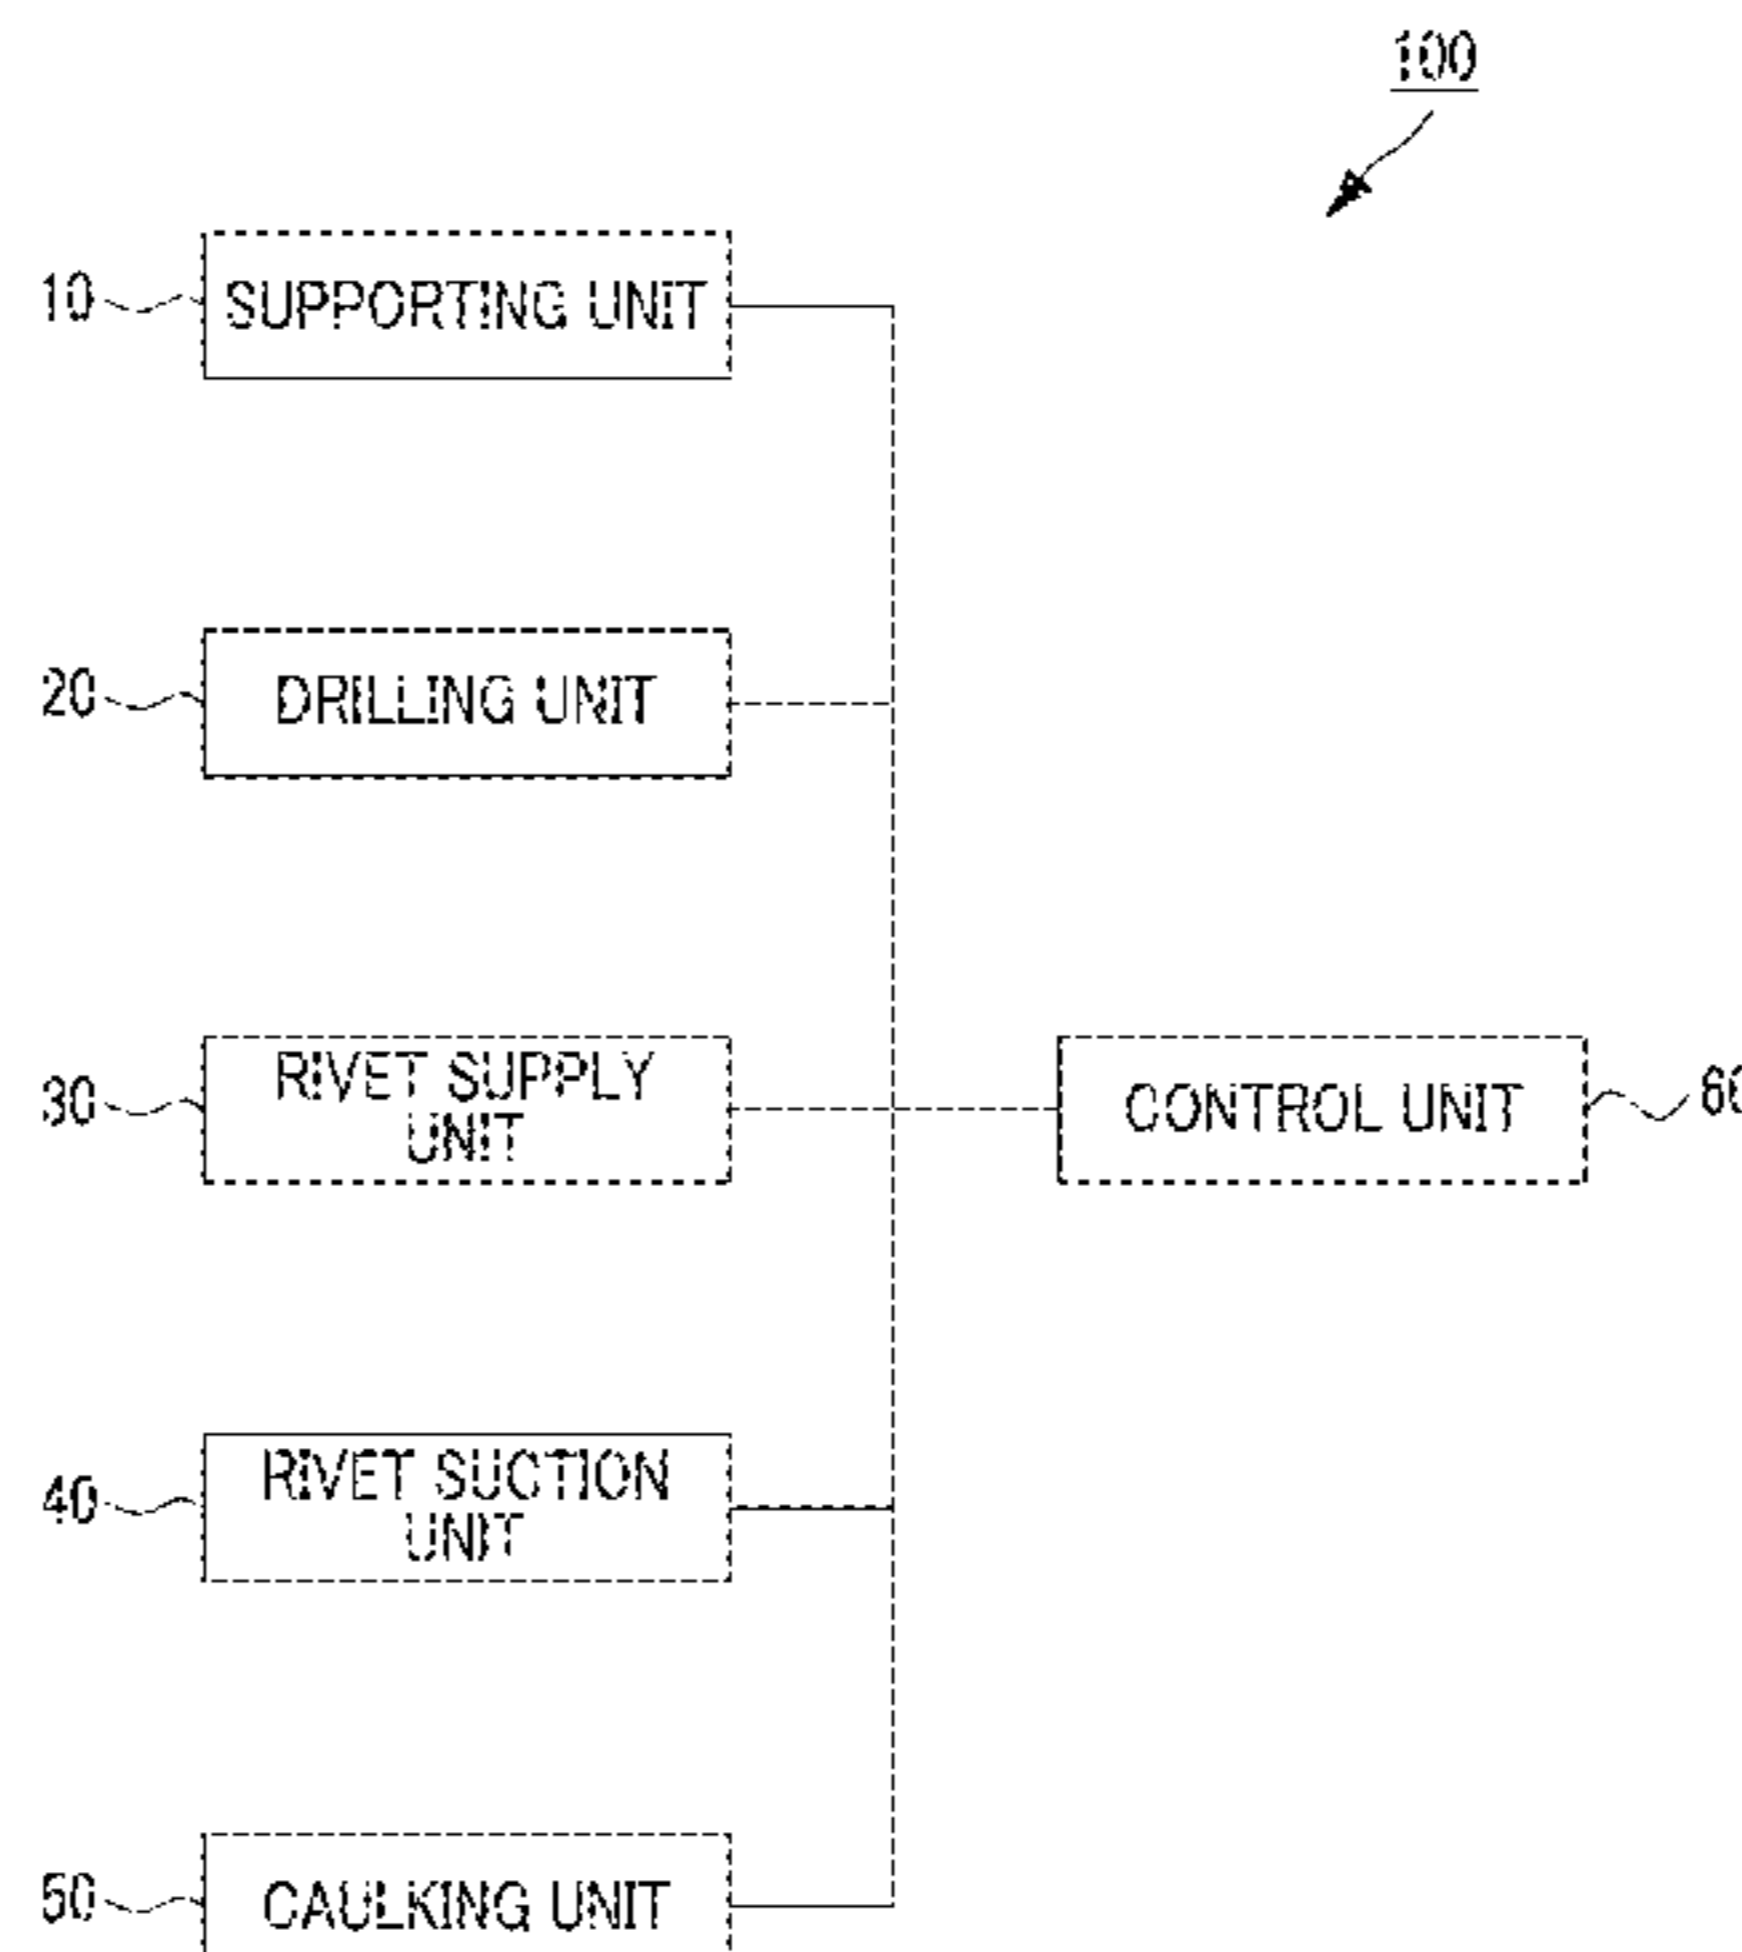 100
10 SUPPORTING UNIT
20 DRILLING UNIT
30 RIVET SUPPLY
UNIT
CONTROL UNIT 60
40 RIVET SUCTION
UNIT
50 CAULKING UNIT